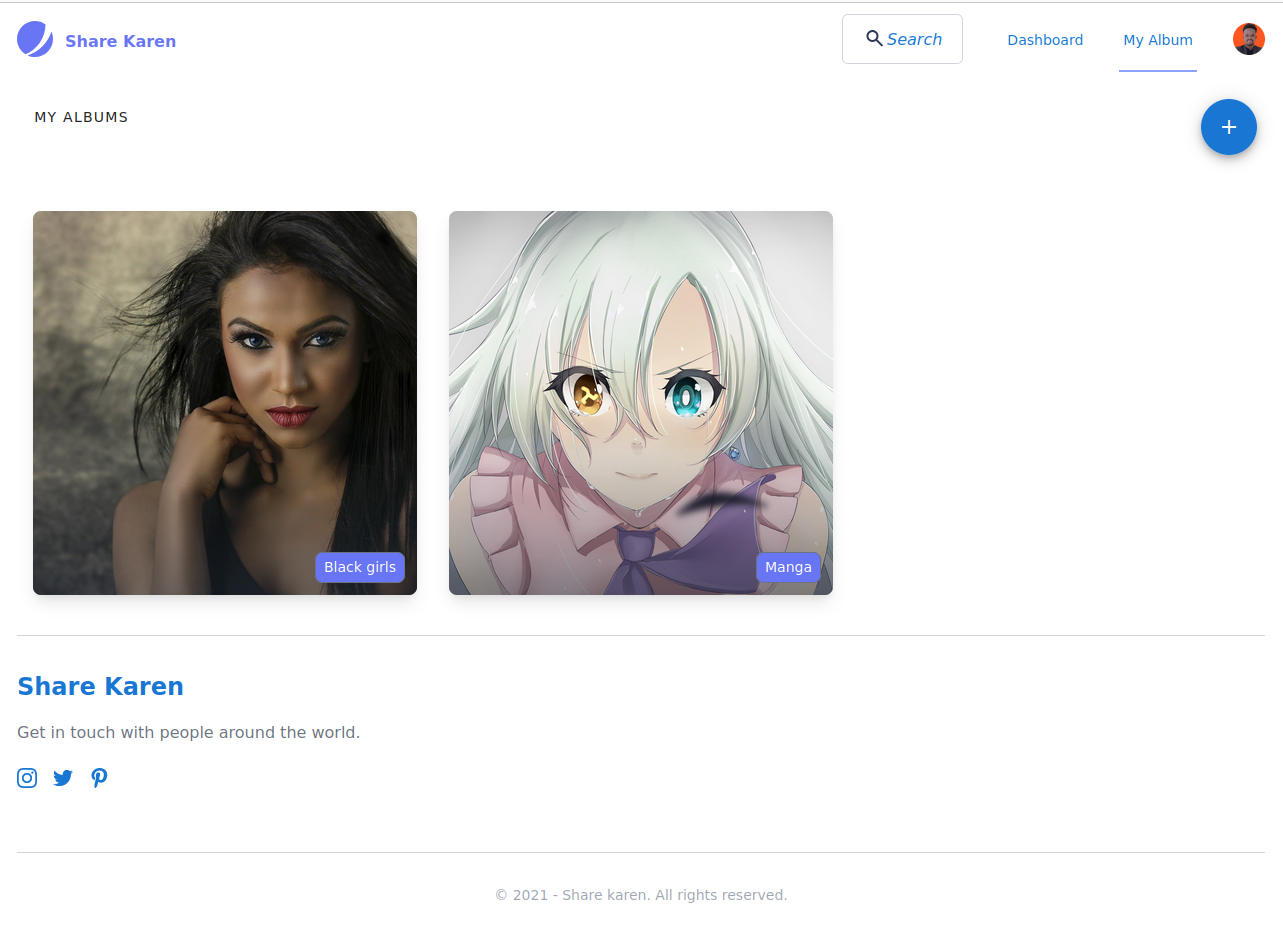 Share Karen
Search
Dashboard
My Album
MY ALBUMS
+
Black girls
Manga
Share Karen
Get in touch with people around the world.
© 2021 - Share karen. All rights reserved.